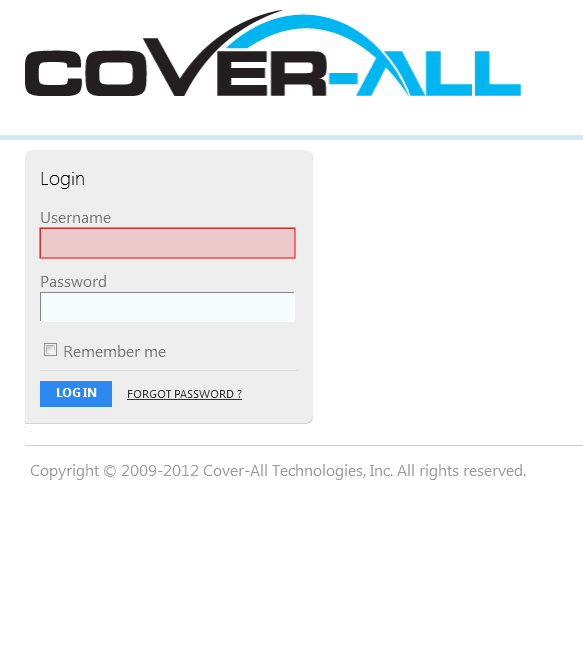 COVER-ALL
Login
Username
Password
Remember me
LOG IN
FORGOT PASSWORD ?
Copyright © 2009-2012 Cover-All Technologies, Inc. All rights reserved.